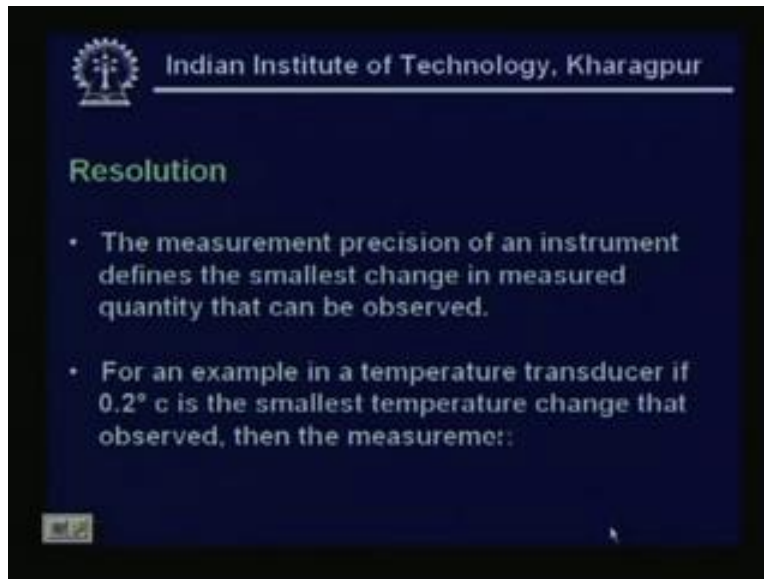 Indian Institute of Technology, Kharagpur
Resolution
• The measurement precision of an instrument
defines the smallest change in measured
quantity that can be observed.
• For an example in a temperature transducer if
0.2° c is the smallest temperature change that
observed, then the